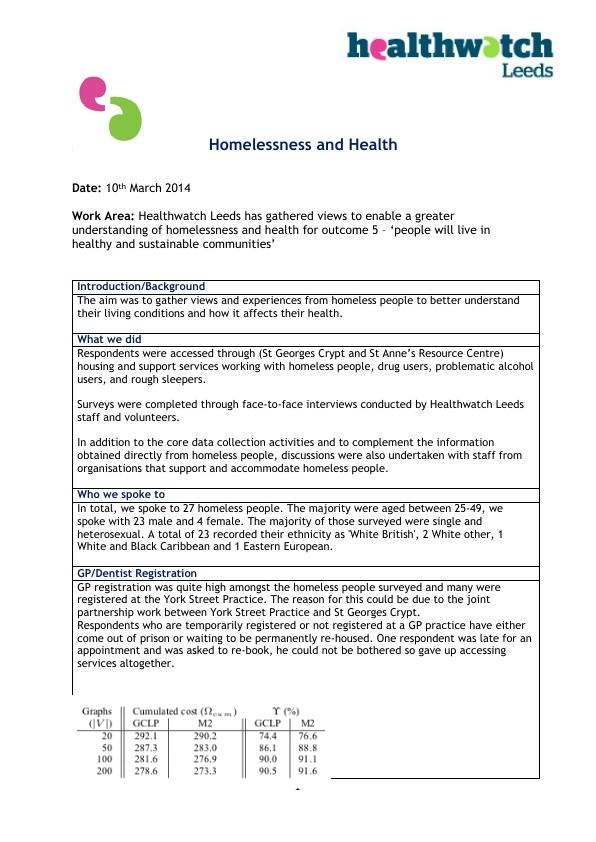 healthwatch
Leeds
Homelessness and Health
Date: 10th March 2014
Work Area: Healthwatch Leeds has gathered views to enable a greater
understanding of homelessness and health for outcome 5 – ‘people will live in
healthy and sustainable communities’
Introduction/Background
The aim was to gather views and experiences from homeless people to better understand
their living conditions and how it affects their health.
What we did
Respondents were accessed through (St Georges Crypt and St Anne’s Resource Centre)
housing and support services working with homeless people, drug users, problematic alcohol
users, and rough sleepers.
Surveys were completed through face-to-face interviews conducted by Healthwatch Leeds
staff and volunteers.
In addition to the core data collection activities and to complement the information
obtained directly from homeless people, discussions were also undertaken with staff from
organisations that support and accommodate homeless people.
Who we spoke to
In total, we spoke to 27 homeless people. The majority were aged between 25-49, we
spoke with 23 male and 4 female. The majority of those surveyed were single and
heterosexual. A total of 23 recorded their ethnicity as 'White British', 2 White other, 1
White and Black Caribbean and 1 Eastern European.
GP/Dentist Registration
GP registration was quite high amongst the homeless people surveyed and many were
registered at the York Street Practice. The reason for this could be due to the joint
partnership work between York Street Practice and St Georges Crypt.
Respondents who are temporarily registered or not registered at a GP practice have either
come out of prison or waiting to be permanently re-housed. One respondent was late for an
appointment and was asked to re-book, he could not be bothered so gave up accessing
services altogether.
Graphs Cumulated cost (Ωcum) ϒ (%)
(|V|) GCLP M2 GCLP M2
20 292.1 290.2 74.4 76.6
50 287.3 283.0 86.1 88.8
100 281.6 276.9 90.0 91.1
200 278.6 273.3 90.5 91.6